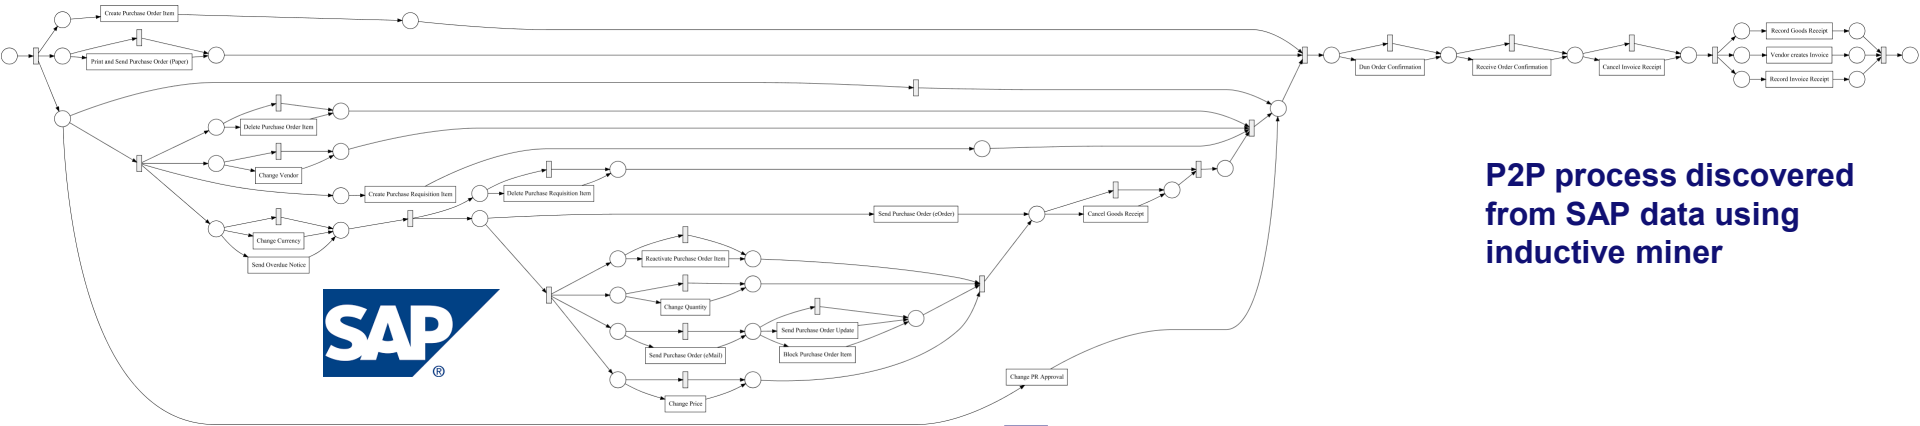 Create Purchase Order Item
Print and Send Purchase Order (Paper)
Delete Purchase Order Item
Change Vendor
Create Purchase Requisition Item
Delete Purchase Requisition Item
Change Currency
Send Overdue Notice
Send Purchase Order (eOrder)
Cancel Goods Receipt
Reactivate Purchase Order Item
Change Quantity
Send Purchase Order Update
Send Purchase Order (eMail)
Block Purchase Order Item
Change Price
Change PR Approval
Dun Order Confirmation
Receive Order Confirmation
Cancel Invoice Receipt
Record Goods Receipt
Vendor creates Invoice
Record Invoice Receipt
SAP
®
P2P process discovered
from SAP data using
inductive miner